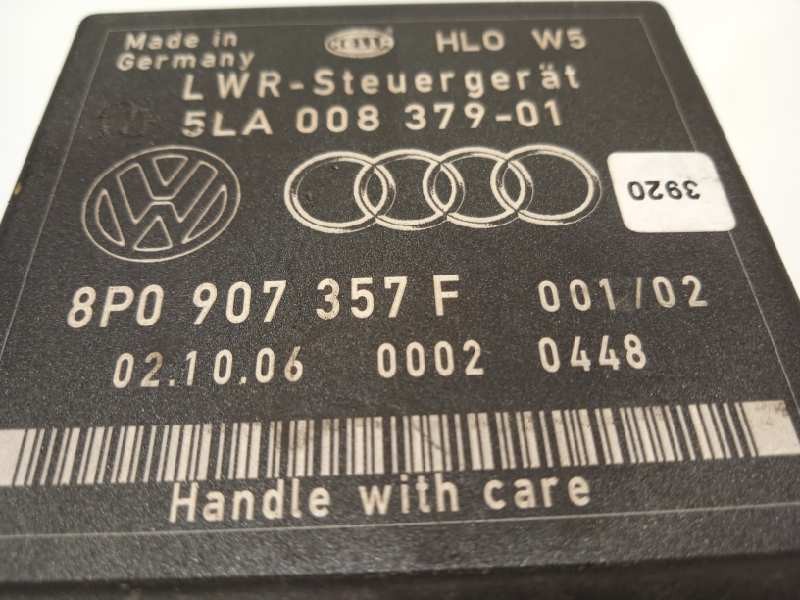 Made in HELLA HLO W5
Germany
LWR-Steuergerät
5LA 008 379-01
3920
8P0 907 357 F 001/02
02.10.06 0002 0448
Handle with care